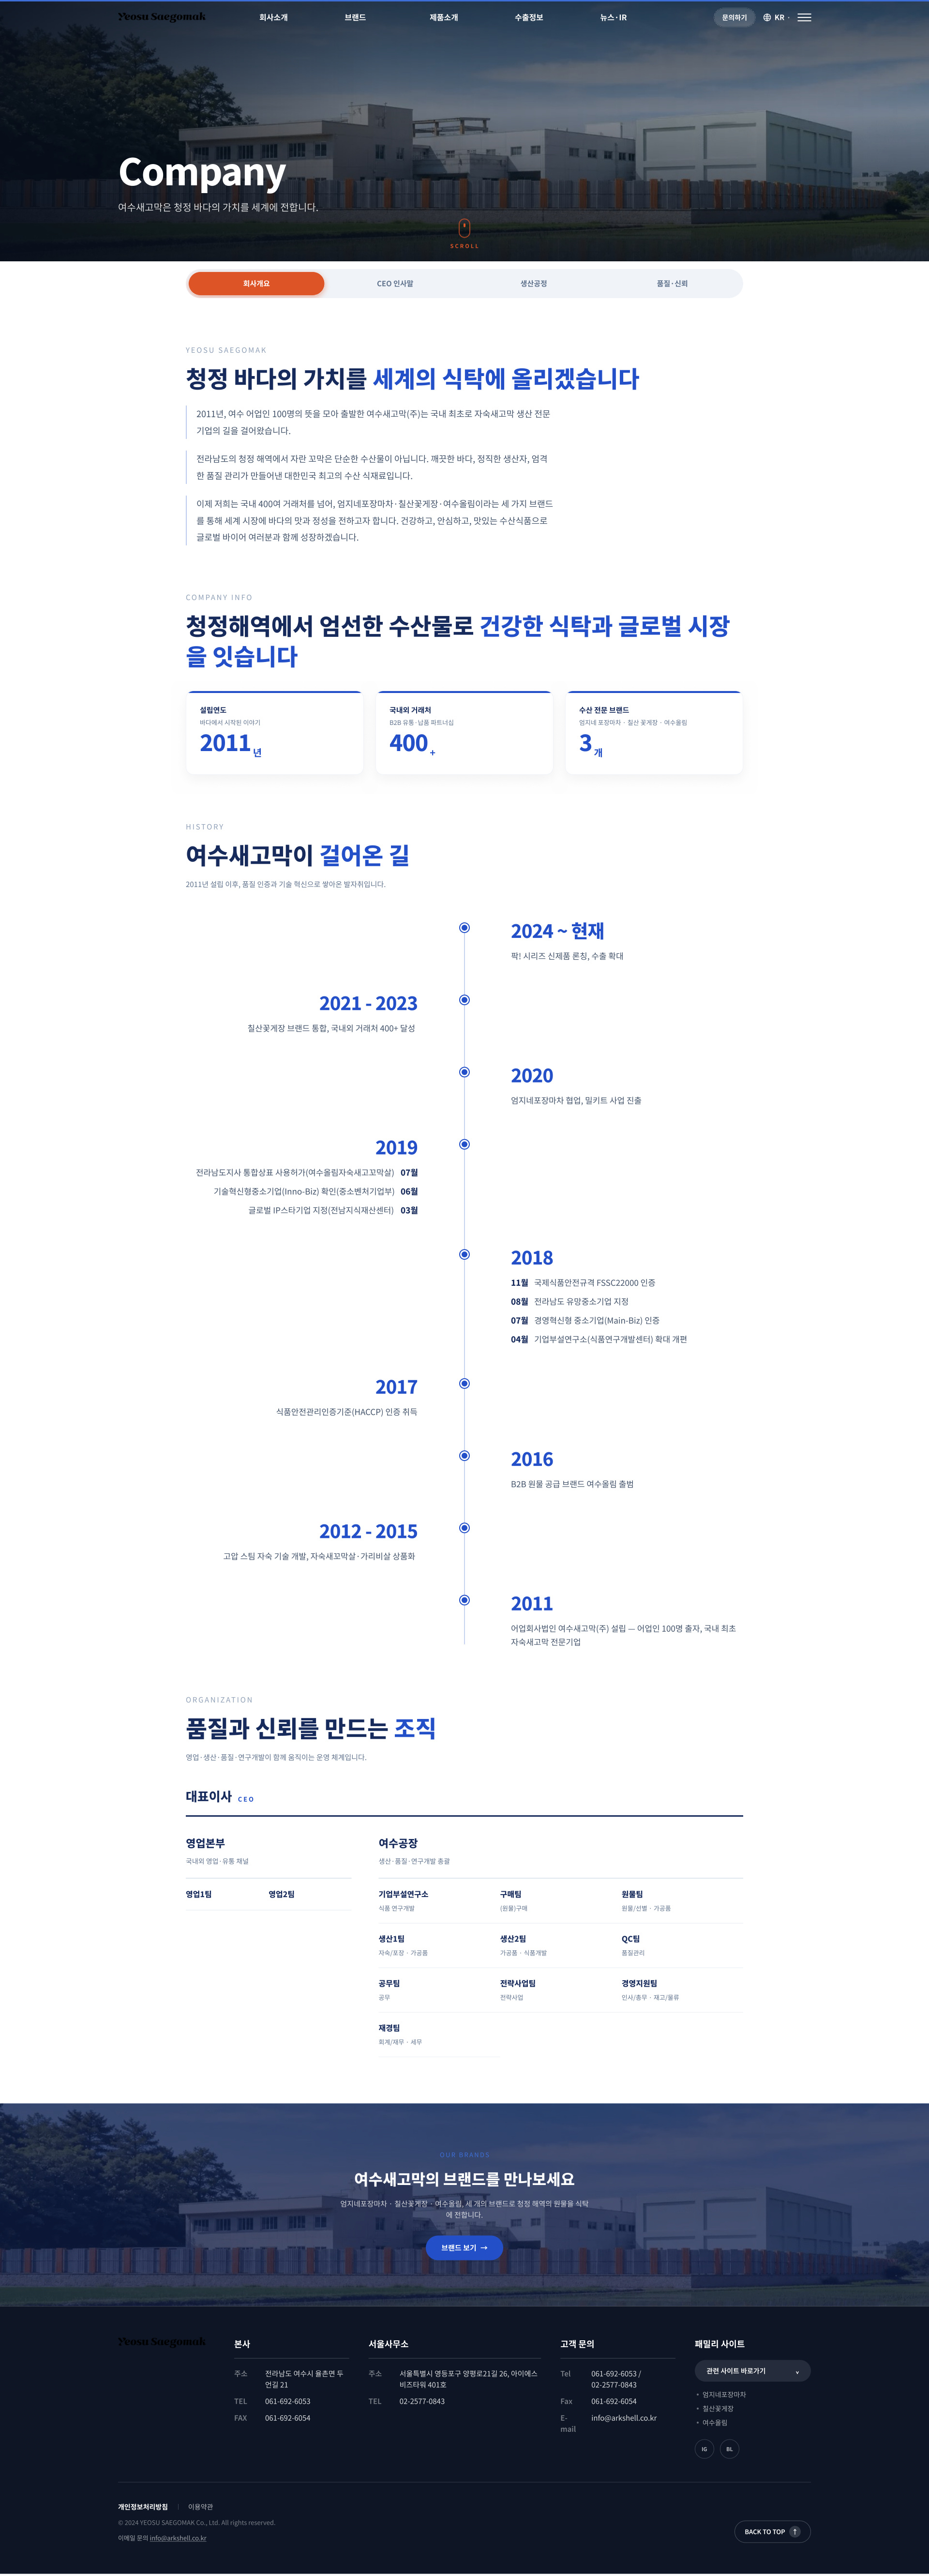 Yeosu Saegomak
회사소개
브랜드
제품소개
수출정보
뉴스·IR
문의하기
KR
Company
여수새고막은 청정 바다의 가치를 세계에 전합니다.
SCROLL
회사개요
CEO 인사말
생산공정
품질·신뢰
YEOSU SAEGOMAK
청정 바다의 가치를 세계의 식탁에 올리겠습니다
2011년, 여수 어업인 100명의 뜻을 모아 출발한 여수새고막(주)는 국내 최초로 자숙새고막 생산 전문
기업의 길을 걸어왔습니다.
전라남도의 청정 해역에서 자란 꼬막은 단순한 수산물이 아닙니다. 깨끗한 바다, 정직한 생산자, 엄격
한 품질 관리가 만들어낸 대한민국 최고의 수산 식재료입니다.
이제 저희는 국내 400여 거래처를 넘어, 엄지네포장마차·칠산꽃게장·여수올림이라는 세 가지 브랜드
를 통해 세계 시장에 바다의 맛과 정성을 전하고자 합니다. 건강하고, 안심하고, 맛있는 수산식품으로
글로벌 바이어 여러분과 함께 성장하겠습니다.
COMPANY INFO
청정해역에서 엄선한 수산물로 건강한 식탁과 글로벌 시장
을 잇습니다
설립연도
바다에서 시작된 이야기
2011 년
국내외 거래처
B2B 유통·납품 파트너십
400 +
수산 전문 브랜드
엄지네 포장마차 · 칠산 꽃게장 · 여수올림
3 개
HISTORY
여수새고막이 걸어온 길
2011년 설립 이후, 품질 인증과 기술 혁신으로 쌓아온 발자취입니다.
2024 ~ 현재
팍! 시리즈 신제품 론칭, 수출 확대
2021 - 2023
칠산꽃게장 브랜드 통합, 국내외 거래처 400+ 달성
2020
엄지네포장마차 협업, 밀키트 사업 진출
2019
전라남도지사 통합상표 사용허가(여수올림자숙새고꼬막살) 07월
기술혁신형중소기업(Inno-Biz) 확인(중소벤처기업부) 06월
글로벌 IP스타기업 지정(전남지식재산센터) 03월
2018
11월 국제식품안전규격 FSSC22000 인증
08월 전라남도 유망중소기업 지정
07월 경영혁신형 중소기업(Main-Biz) 인증
04월 기업부설연구소(식품연구개발센터) 확대 개편
2017
식품안전관리인증기준(HACCP) 인증 취득
2016
B2B 원물 공급 브랜드 여수올림 출범
2012 - 2015
고압 스팀 자숙 기술 개발, 자숙새꼬막살·가리비살 상품화
2011
어업회사법인 여수새고막(주) 설립 — 어업인 100명 출자, 국내 최초
자숙새고막 전문기업
ORGANIZATION
품질과 신뢰를 만드는 조직
영업·생산·품질·연구개발이 함께 움직이는 운영 체계입니다.
대표이사 CEO
영업본부
국내외 영업·유통 채널
영업1팀
영업2팀
여수공장
생산·품질·연구개발 총괄
기업부설연구소
식품 연구개발
구매팀
(원물)구매
원물팀
원물/선별 · 가공품
생산1팀
자숙/포장 · 가공품
생산2팀
가공품 · 식품개발
QC팀
품질관리
공무팀
공무
전략사업팀
전략사업
경영지원팀
인사/총무 · 재고/물류
재경팀
회계/재무 · 세무
OUR BRANDS
여수새고막의 브랜드를 만나보세요
엄지네포장마차 · 칠산꽃게장 · 여수올림. 세 개의 브랜드로 청정 해역의 원물을 식탁
에 전합니다.
브랜드 보기 →
Yeosu Saegomak
본사
주소 전라남도 여수시 율촌면 두
언길 21
TEL 061-692-6053
FAX 061-692-6054
서울사무소
주소 서울특별시 영등포구 양평로21길 26, 아이에스
비즈타워 401호
TEL 02-2577-0843
고객 문의
Tel 061-692-6053 /
02-2577-0843
Fax 061-692-6054
E-
mail info@arkshell.co.kr
패밀리 사이트
관련 사이트 바로가기
• 엄지네포장마차
• 칠산꽃게장
• 여수올림
IG
BL
개인정보처리방침 | 이용약관
© 2024 YEOSU SAEGOMAK Co., Ltd. All rights reserved.
이메일 문의 info@arkshell.co.kr
BACK TO TOP ↑